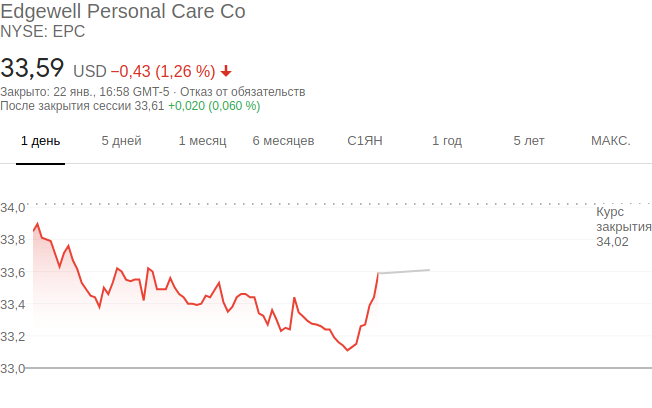 Edgewell Personal Care Co
NYSE: EPC
33,59 USD −0,43 (1,26 %)
Закрыто: 22 янв., 16:58 GMT-5 · Отказ от обязательств
После закрытия сессии 33,61 +0,020 (0,060 %)
1 день 5 дней 1 месяц 6 месяцев С1ЯН 1 год 5 лет МАКС.
34,0
Курс
закрытия
34,02
33,8
33,6
33,4
33,2
33,0